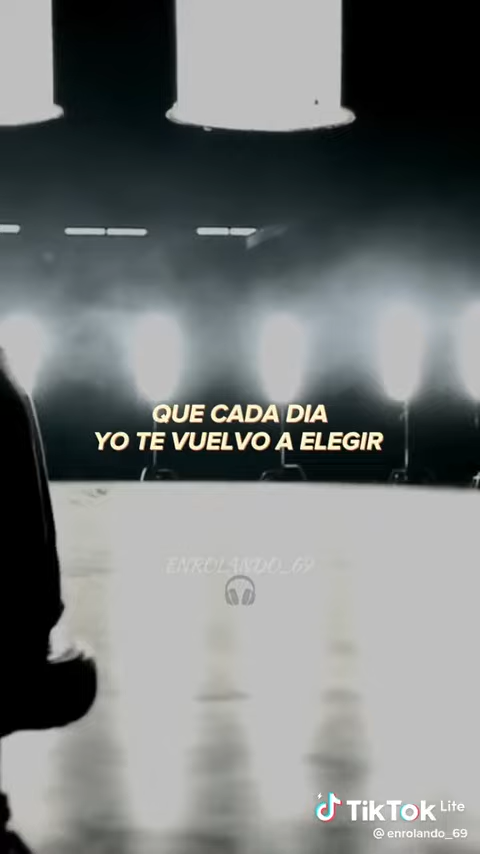 QUE CADA DIA
YO TE VUELVO A ELEGIR
ENROLANDO_69
TikTok Lite
@enrolando_69